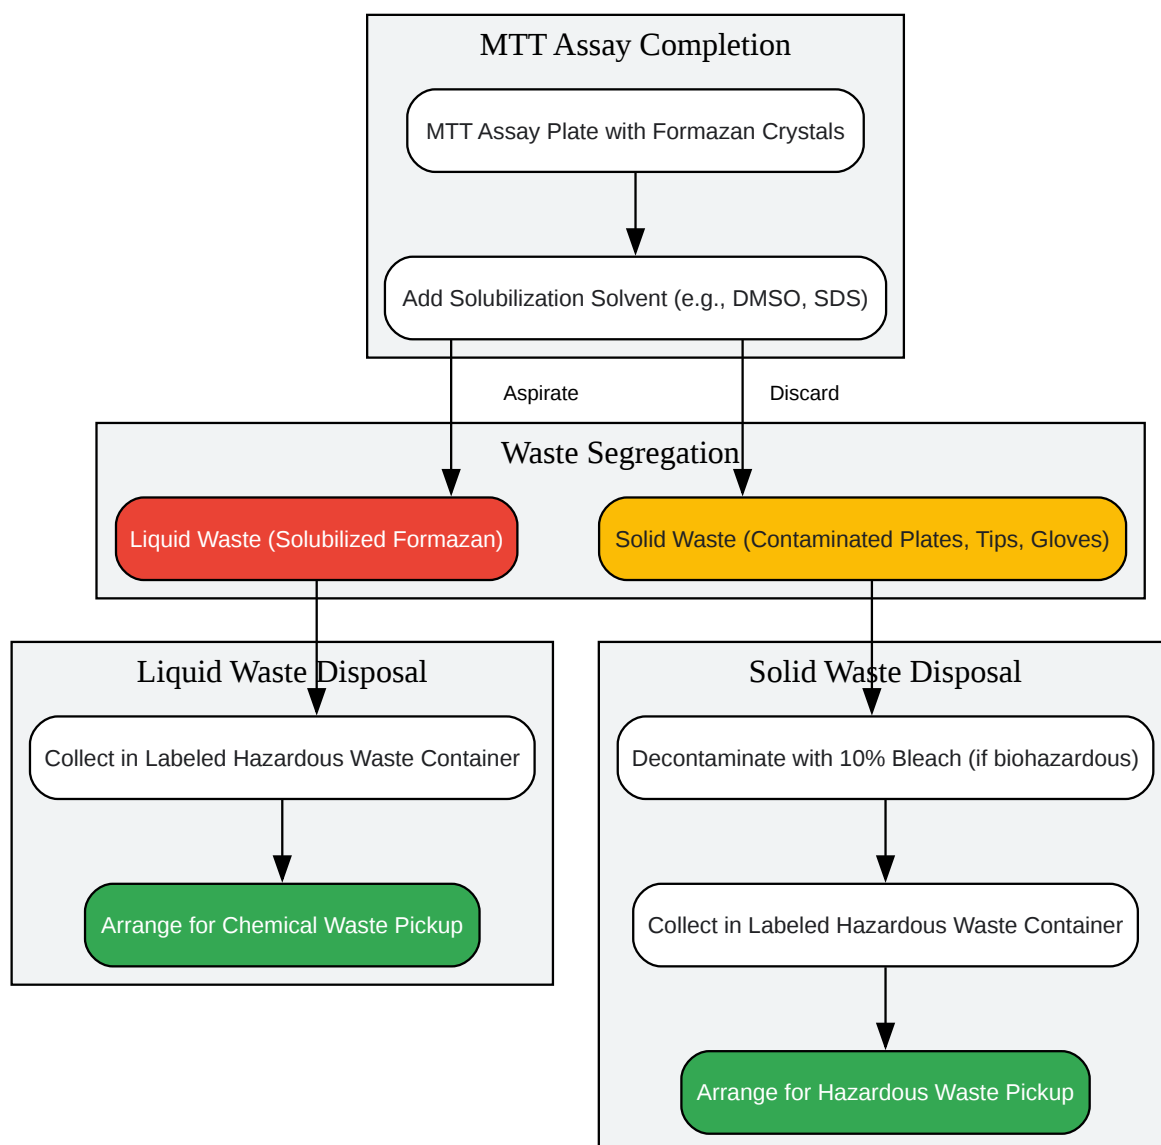 MTT Assay Completion
MTT Assay Plate with Formazan Crystals
Add Solubilization Solvent (e.g., DMSO, SDS)
Aspirate
Discard
Waste Segregation
Liquid Waste (Solubilized Formazan)
Solid Waste (Contaminated Plates, Tips, Gloves)
Liquid Waste Disposal
Collect in Labeled Hazardous Waste Container
Arrange for Chemical Waste Pickup
Solid Waste Disposal
Decontaminate with 10% Bleach (if biohazardous)
Collect in Labeled Hazardous Waste Container
Arrange for Hazardous Waste Pickup